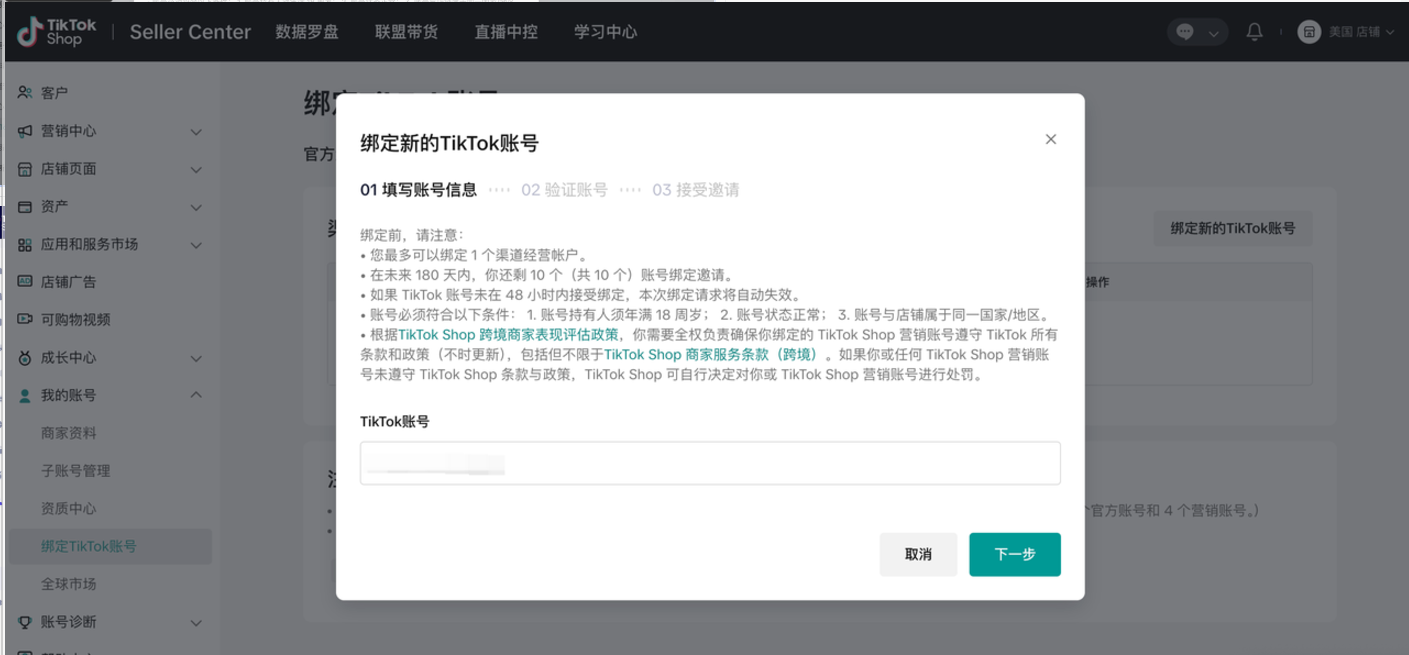 TikTok Shop
Seller Center
数据罗盘
联盟带货
直播中控
学习中心
美国 店铺
客户
营销中心
店铺页面
资产
应用和服务市场
店铺广告
可购物视频
成长中心
我的账号
商家资料
子账号管理
资质中心
绑定TikTok账号
全球市场
账号诊断
官方
绑定新的TikTok账号
操作
个官方账号和 4 个营销账号。）
绑定新的TikTok账号
01 填写账号信息 ···· 02 验证账号 ···· 03 接受邀请
绑定前，请注意：
• 您最多可以绑定 1 个渠道经营帐户。
• 在未来 180 天内，你还剩 10 个（共 10 个）账号绑定邀请。
• 如果 TikTok 账号未在 48 小时内接受绑定，本次绑定请求将自动失效。
• 账号必须符合以下条件： 1. 账号持有人须年满 18 周岁； 2. 账号状态正常； 3. 账号与店铺属于同一国家/地区。
• 根据TikTok Shop 跨境商家表现评估政策，你需要全权负责确保你绑定的 TikTok Shop 营销账号遵守 TikTok 所有
条款和政策（不时更新），包括但不限于TikTok Shop 商家服务条款（跨境）。如果你或任何 TikTok Shop 营销账
号未遵守 TikTok Shop 条款与政策，TikTok Shop 可自行决定对你或 TikTok Shop 营销账号进行处罚。
TikTok账号
取消
下一步